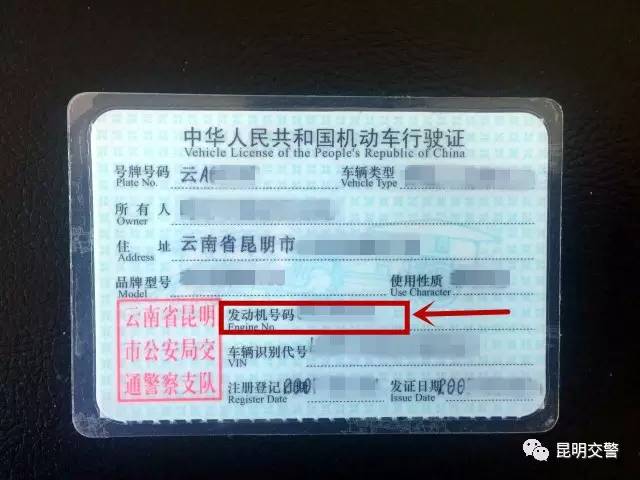 中华人民共和国机动车行驶证
Vehicle License of the People's Republic of China
号牌号码 云A 车辆类型
Plate No. Vehicle Type
所有人
Owner
住址 云南省昆明市
Address
品牌型号 使用性质
Model Use Character
云南省昆明
市公安局交
通警察支队
发动机号码
Engine No.
车辆识别代号
VIN
注册登记日期 发证日期 200
Register Date Issue Date
昆明交警